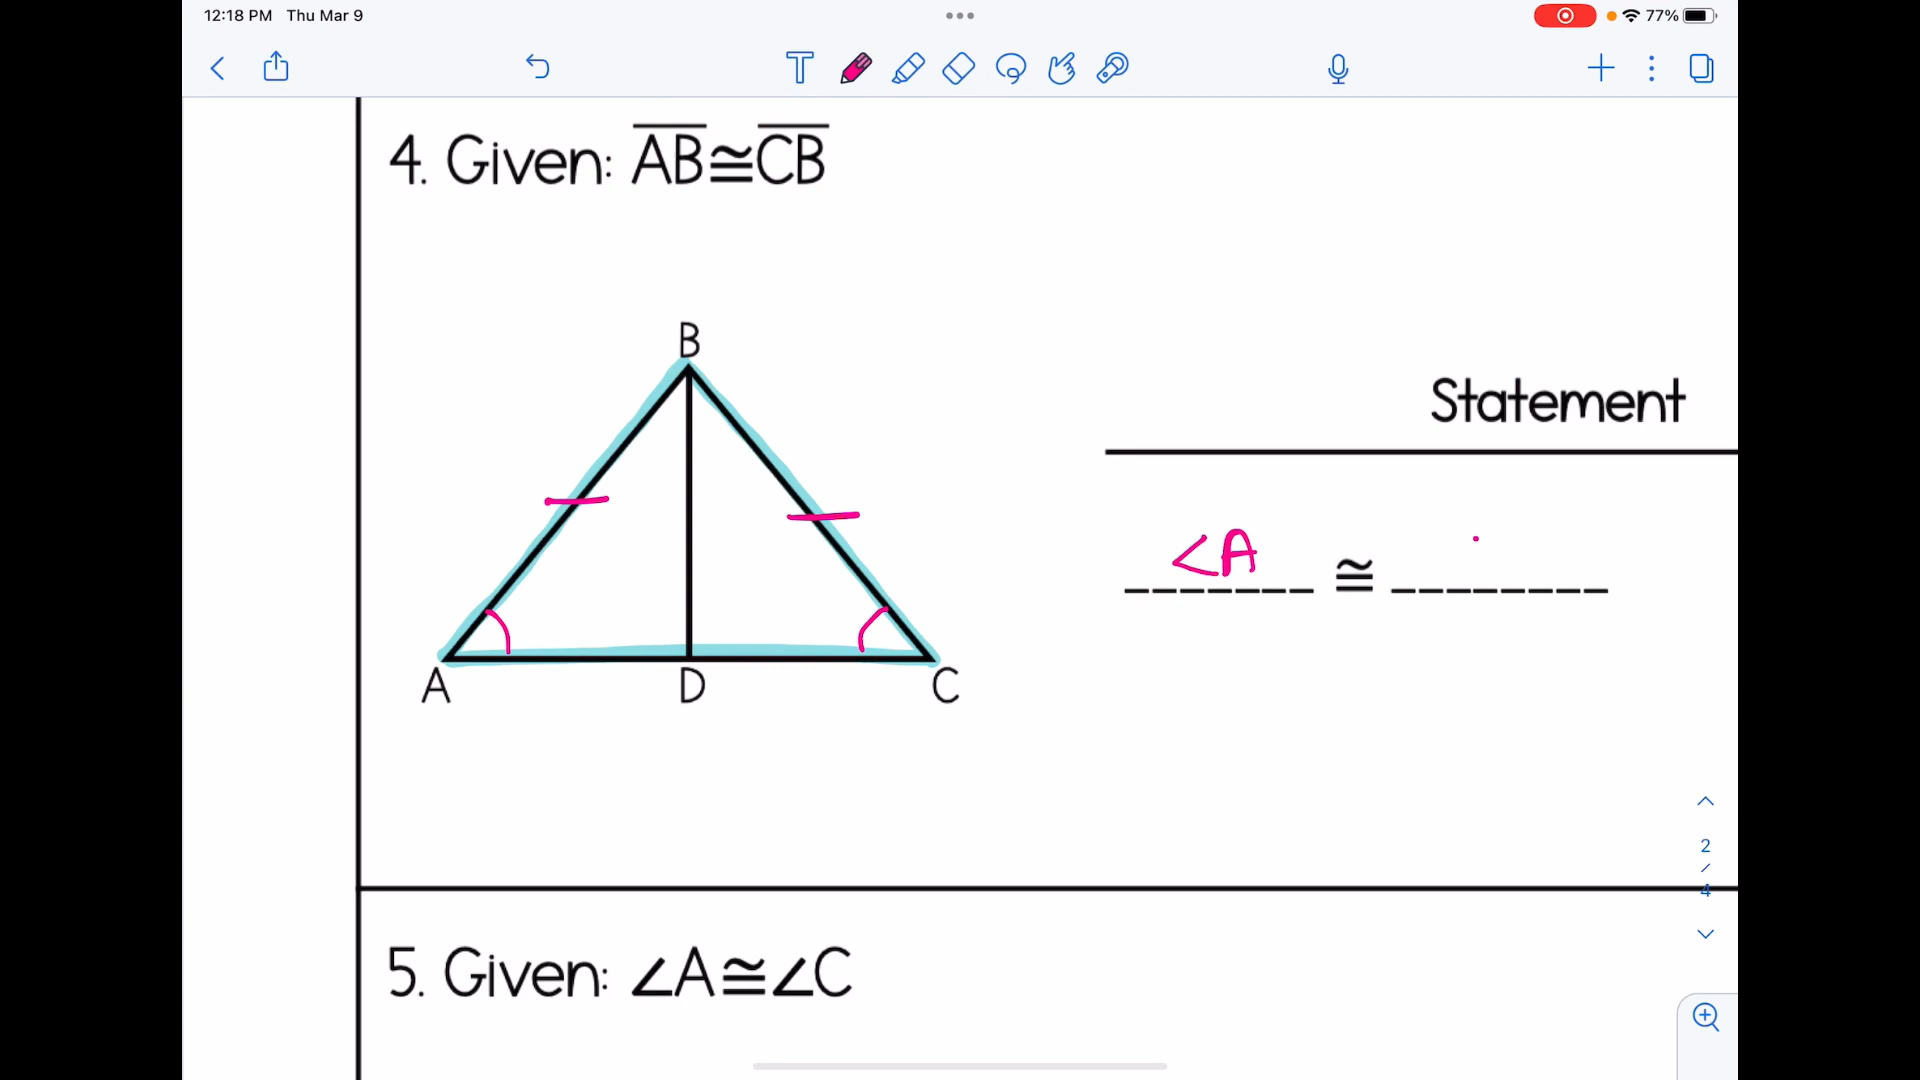 12:18 PM Thu Mar 9
77%
4. Given: AB≅CB
B
Statement
<A ≅
A D C
2
/
4
5. Given: ∠A≅∠C